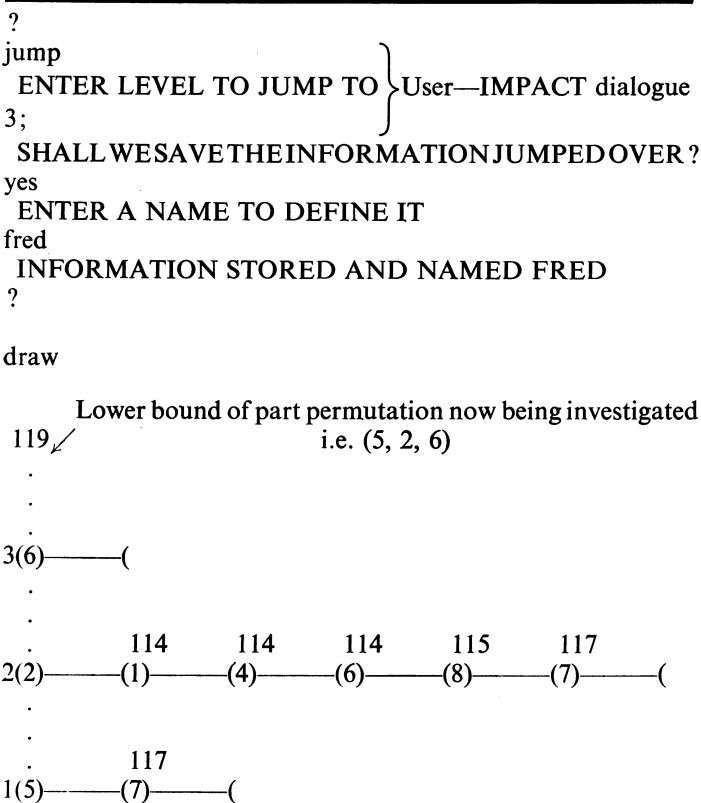 ?
jump
ENTER LEVEL TO JUMP TO } User—IMPACT dialogue
3;
SHALL WE SAVE THE INFORMATION JUMPED OVER ?
yes
ENTER A NAME TO DEFINE IT
fred
INFORMATION STORED AND NAMED FRED
?
draw
Lower bound of part permutation now being investigated
119 i.e. (5, 2, 6)
.
.
.
3(6)———(
.
.
. 114 114 114 115 117
2(2)———(1)———(4)———(6)———(8)———(7)———(
.
.
. 117
1(5)———(7)———(